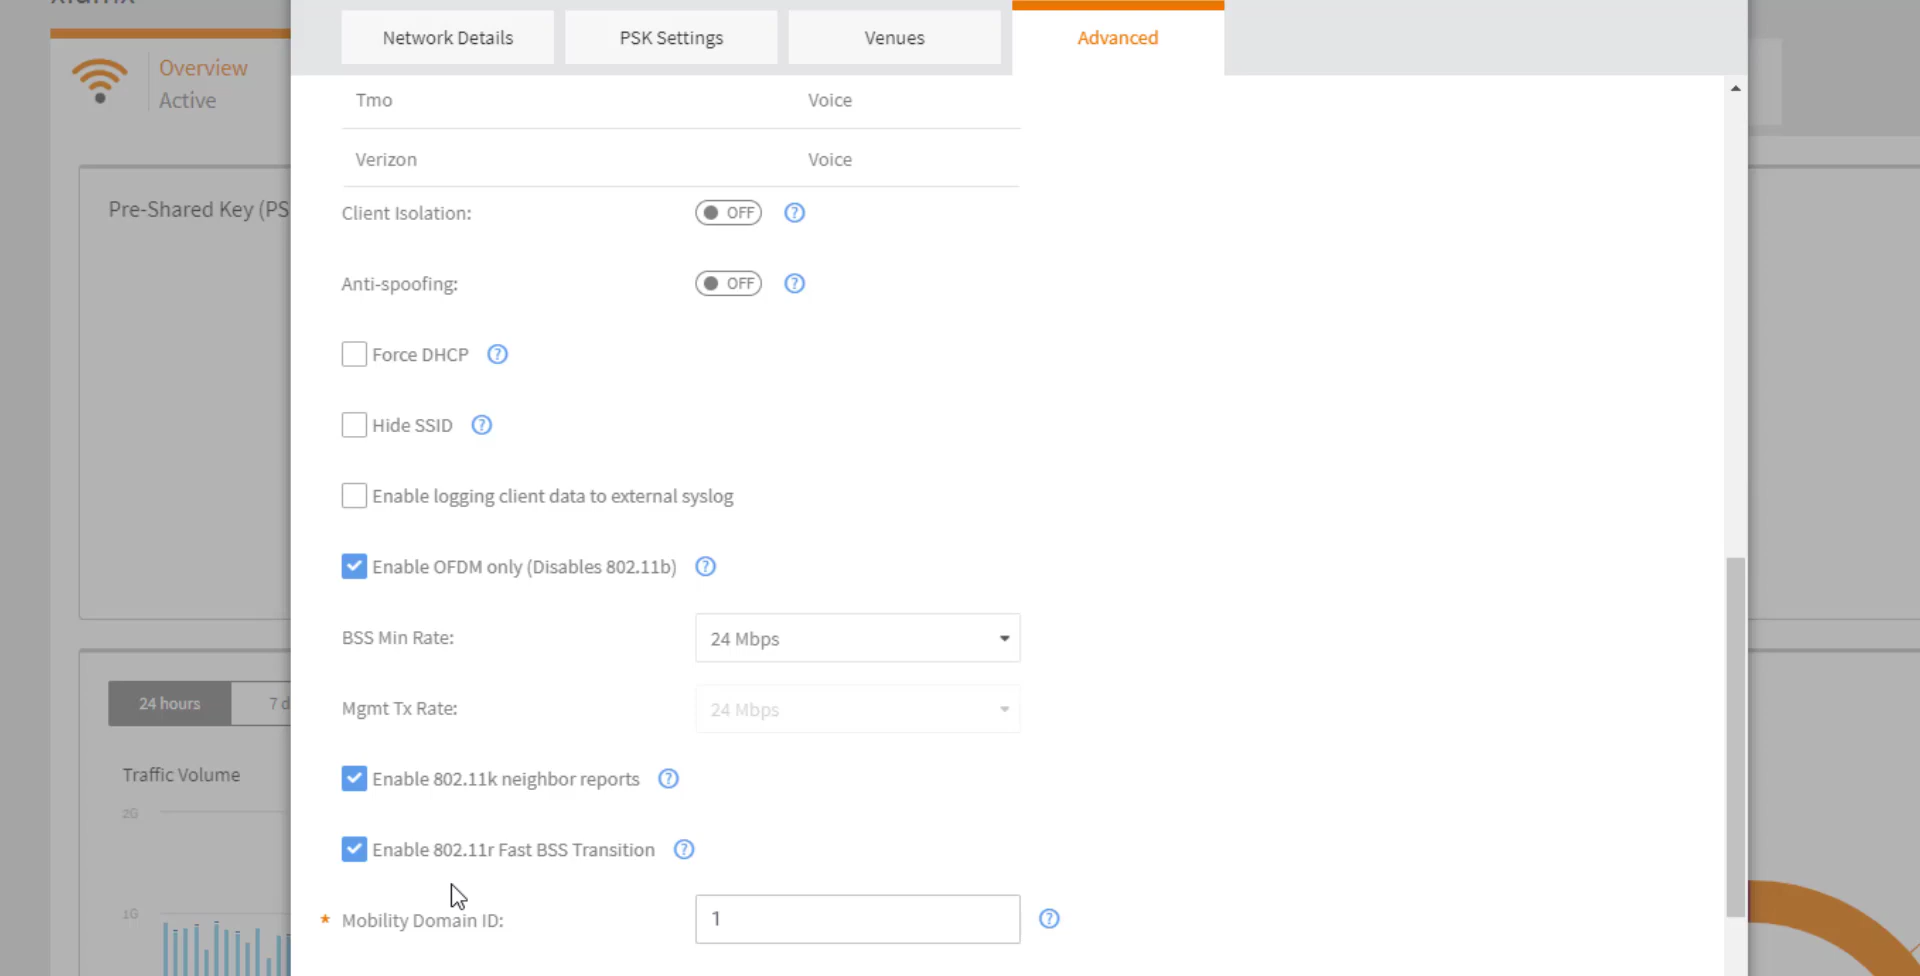 Network Details
PSK Settings
Venues
Advanced
Overview
Active
Tmo
Voice
Verizon
Voice
Pre-Shared Key (PS
Client Isolation:
OFF
?
Anti-spoofing:
OFF
?
Force DHCP
?
Hide SSID
?
Enable logging client data to external syslog
Enable OFDM only (Disables 802.11b)
?
BSS Min Rate:
24 Mbps
24 hours
7 d
Mgmt Tx Rate:
24 Mbps
Traffic Volume
Enable 802.11k neighbor reports
?
2G
Enable 802.11r Fast BSS Transition
?
1G
* Mobility Domain ID:
1
?